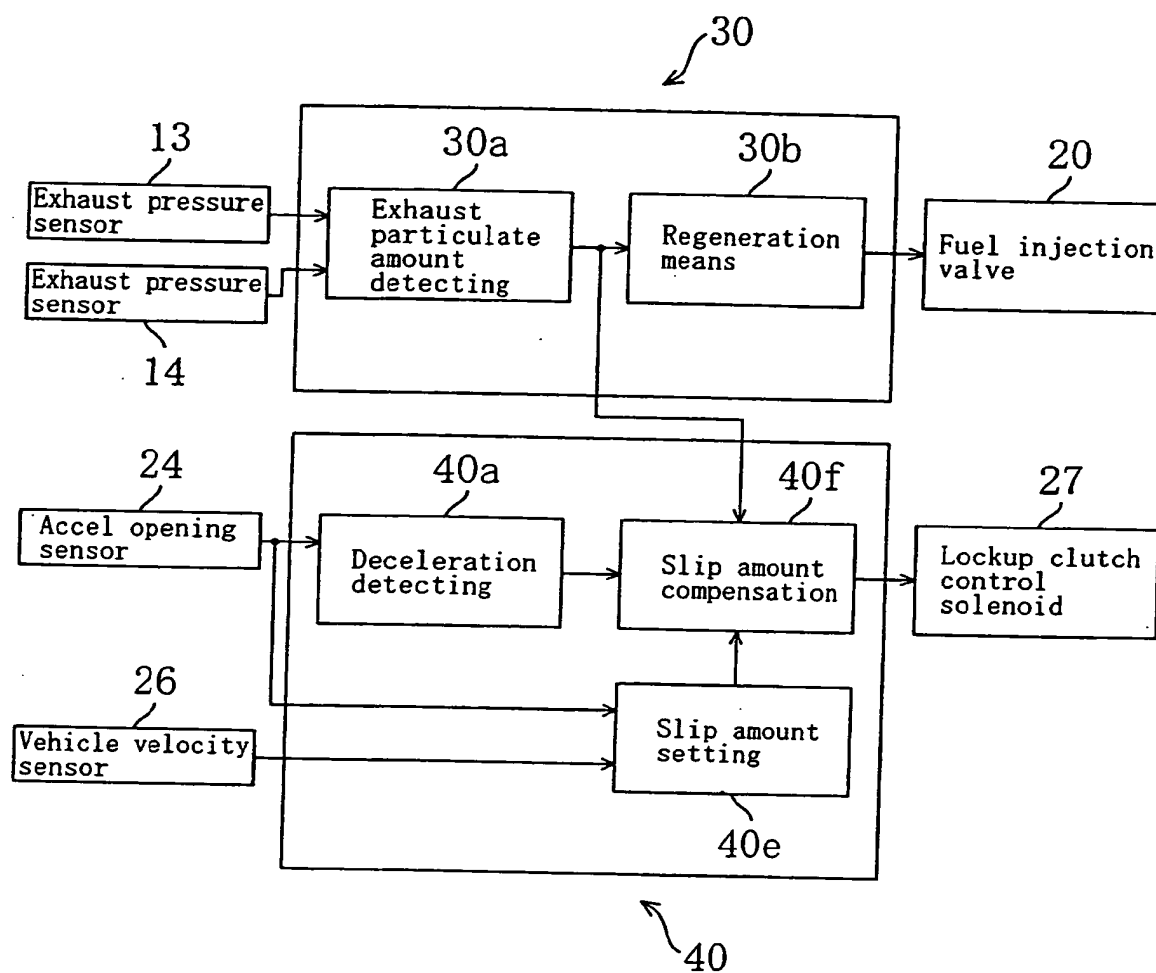 30
13
30a
30b
20
Exhaust pressure
sensor
Exhaust
particulate
amount
detecting
Regeneration
means
Fuel injection
valve
Exhaust pressure
sensor
14
24
40a
40f
27
Accel opening
sensor
Deceleration
detecting
Slip amount
compensation
Lockup clutch
control
solenoid
26
Vehicle velocity
sensor
Slip amount
setting
40e
40